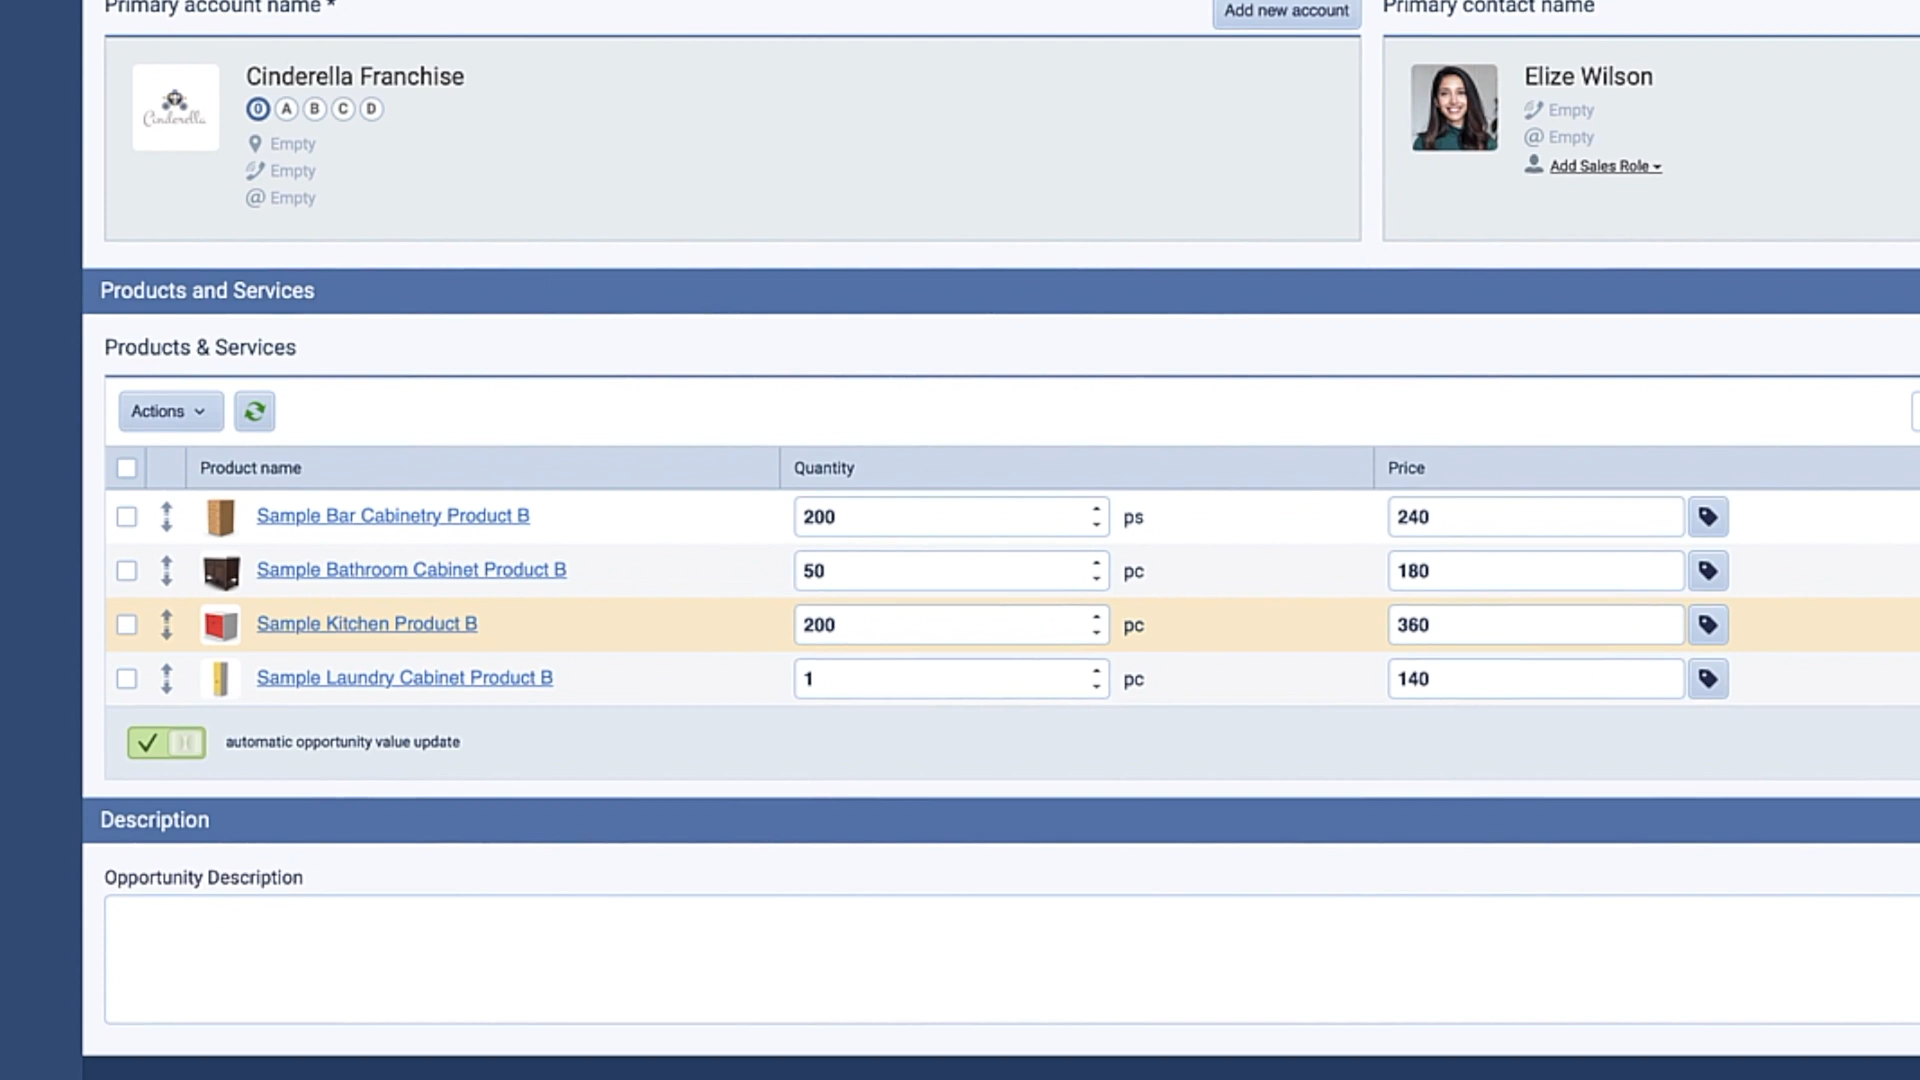 Primary account name *
Add new account
Primary contact name
Cinderella
Cinderella Franchise
0 A B C D
Empty
Empty
@ Empty
Elize Wilson
Empty
@ Empty
Add Sales Role
Products and Services
Products & Services
Actions
Product name Quantity Price
Sample Bar Cabinetry Product B 200 ps 240
Sample Bathroom Cabinet Product B 50 pc 180
Sample Kitchen Product B 200 pc 360
Sample Laundry Cabinet Product B 1 pc 140
automatic opportunity value update
Description
Opportunity Description